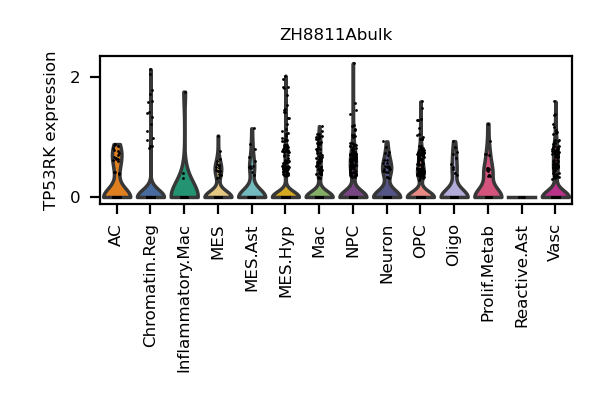 ZH8811Abulk
TP53RK expression
2
0
AC
Chromatin.Reg
Inflammatory.Mac
MES
MES.Ast
MES.Hyp
Mac
NPC
Neuron
OPC
Oligo
Prolif.Metab
Reactive.Ast
Vasc